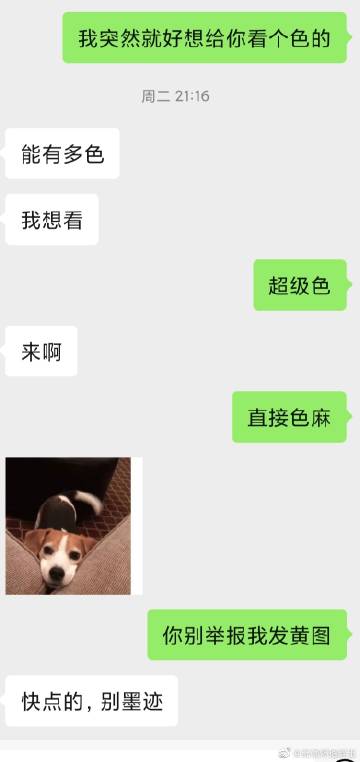 我突然就好想给你看个色的
周二 21:16
能有多色
我想看
超级色
来啊
直接色麻
你别举报我发黄图
快点的，别墨迹